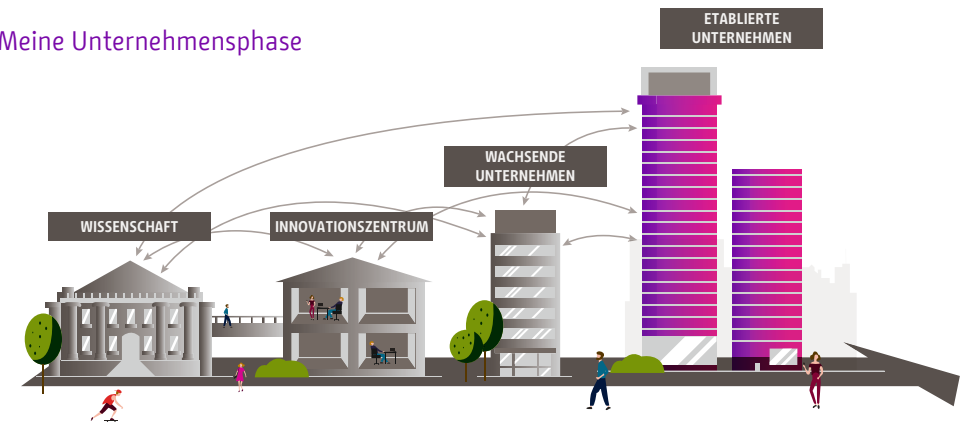 Meine Unternehmensphase
ETABLIERTE
UNTERNEHMEN
WACHSENDE
UNTERNEHMEN
WISSENSCHAFT
INNOVATIONSZENTRUM